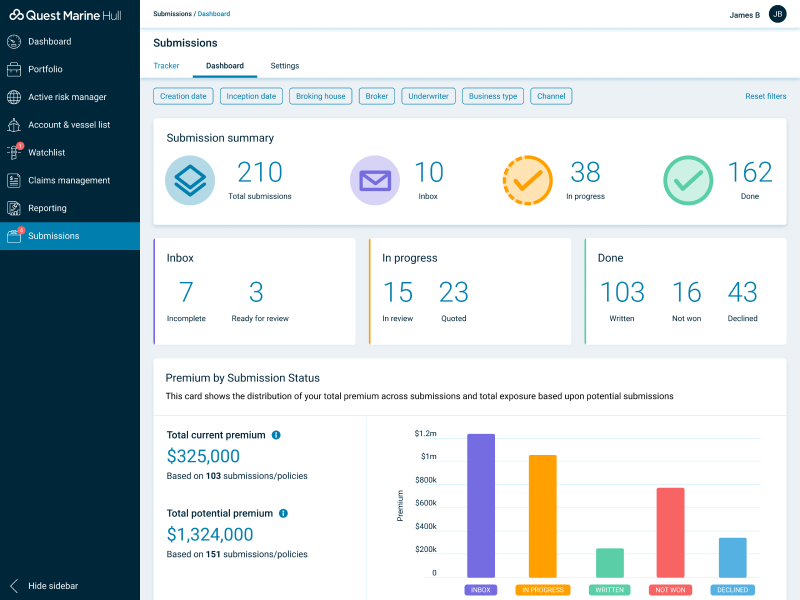 Quest Marine Hull
Submissions / Dashboard
James B
JB
Dashboard
Portfolio
Active risk manager
Account & vessel list
1
Watchlist
Claims management
Reporting
4
Submissions
Hide sidebar
Submissions
Tracker
Dashboard
Settings
Creation date
Inception date
Broking house
Broker
Underwriter
Business type
Channel
Reset filters
Submission summary
210
Total submissions
10
Inbox
38
In progress
162
Done
Inbox
7
Incomplete
3
Ready for review
In progress
15
In review
23
Quoted
Done
103
Written
16
Not won
43
Declined
Premium by Submission Status
This card shows the distribution of your total premium across submissions and total exposure based upon potential submissions
Total current premium
$325,000
Based on 103 submissions/policies
Total potential premium
$1,324,000
Based on 151 submissions/policies
Premium
$1.2m
$1m
$800k
$600k
$400k
$200k
0
INBOX
IN PROGRESS
WRITTEN
NOT WON
DECLINED